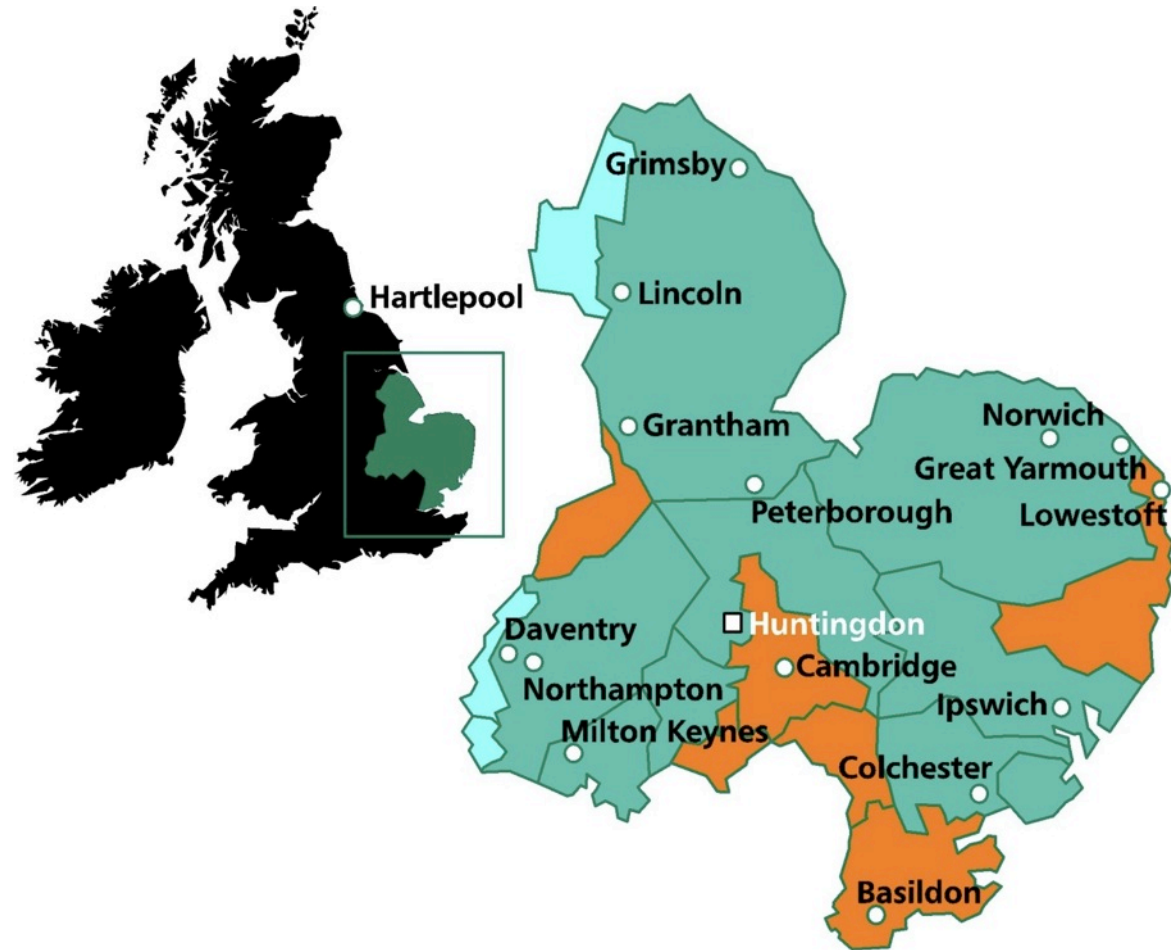 Grimsby
Hartlepool
Lincoln
Grantham
Norwich
Great Yarmouth
Peterborough
Lowestoft
Huntingdon
Daventry
Cambridge
Northampton
Ipswich
Milton Keynes
Colchester
Basildon